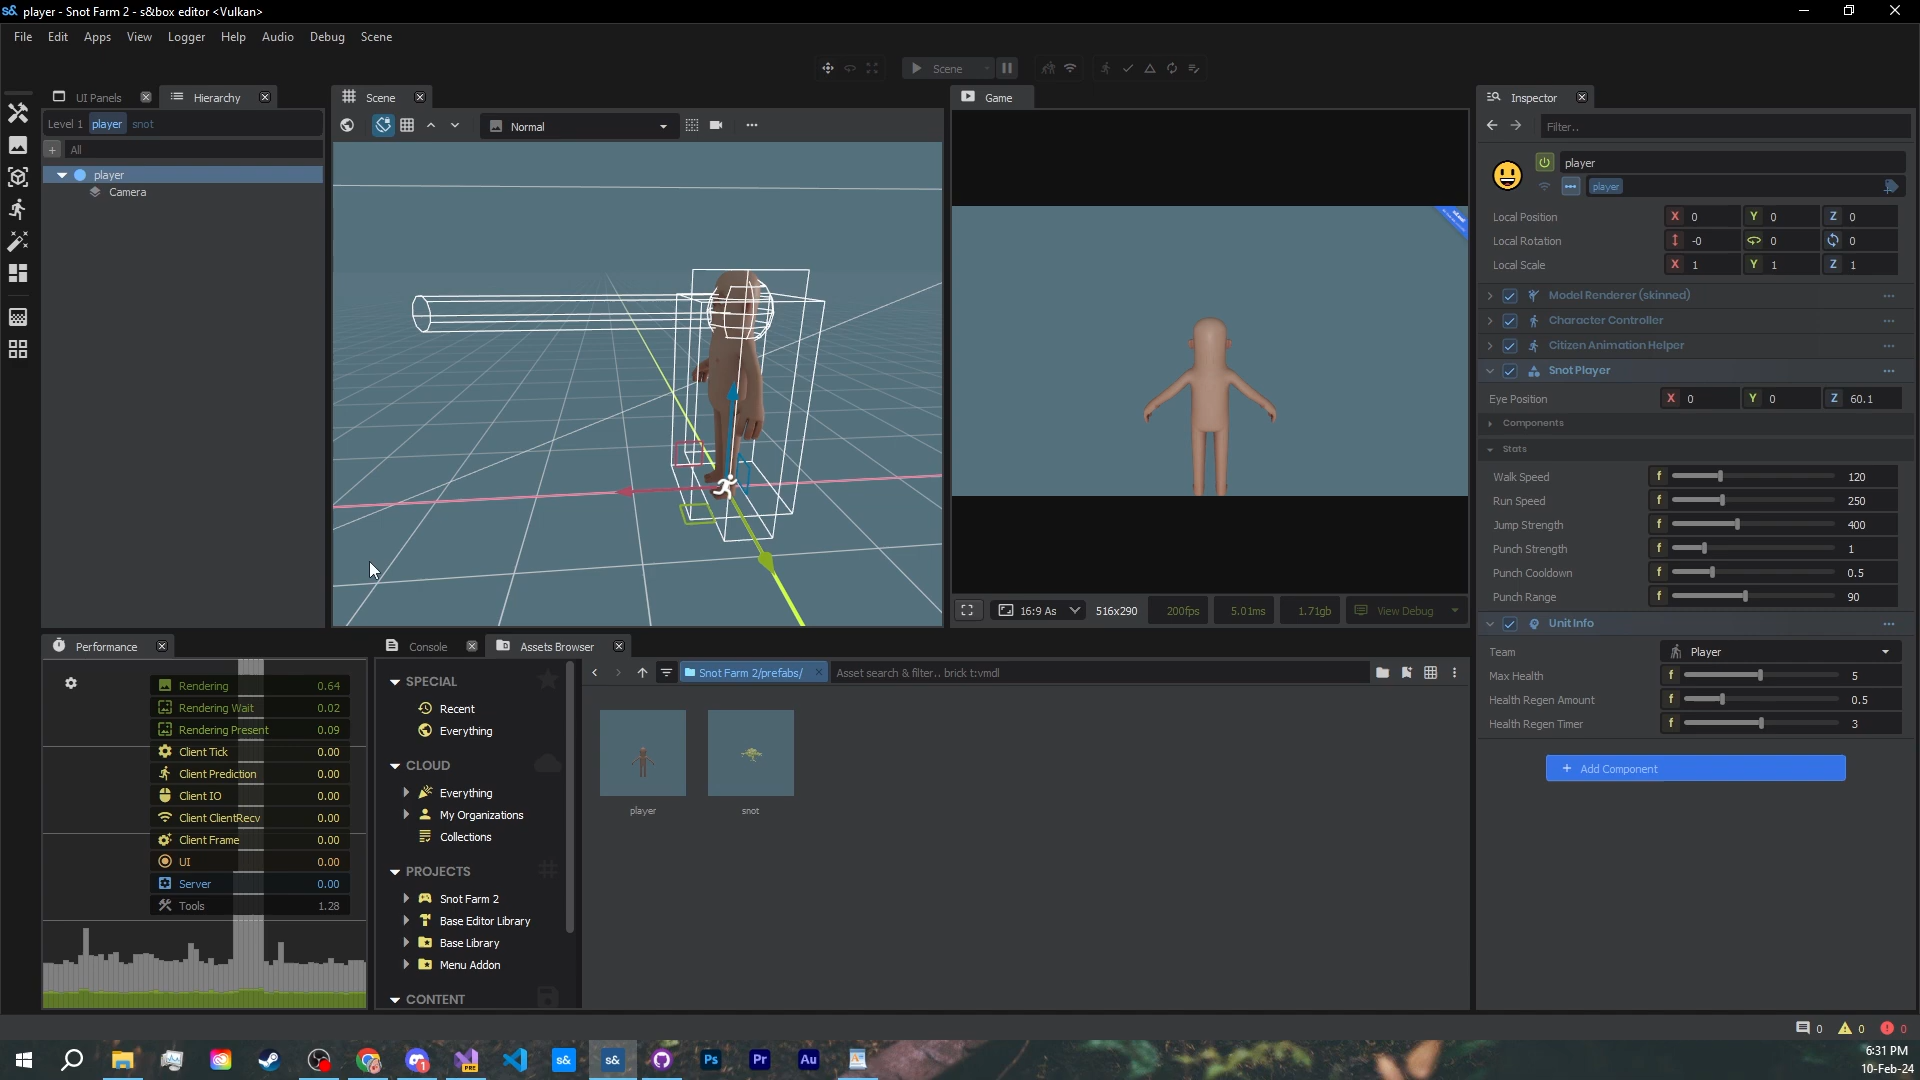 s& player - Snot Farm 2 - s&box editor <Vulkan>
File Edit Apps View Logger Help Audio Debug Scene
Scene
UI Panels Hierarchy
Level 1 player snot
All
player
Camera
Scene
Normal
Game
16:9 As 516x290 200fps 5.01ms 1.71gb View Debug
Inspector
Filter..
player
player
Local Position X 0 Y 0 Z 0
Local Rotation -0 0 0
Local Scale X 1 Y 1 Z 1
Model Renderer (skinned)
Character Controller
Citizen Animation Helper
Snot Player
Eye Position X 0 Y 0 Z 60.1
Components
Stats
Walk Speed f 120
Run Speed f 250
Jump Strength f 400
Punch Strength f 1
Punch Cooldown f 0.5
Punch Range f 90
Unit Info
Team Player
Max Health f 5
Health Regen Amount f 0.5
Health Regen Timer f 3
+ Add Component
Performance
Rendering 0.64
Rendering Wait 0.02
Rendering Present 0.09
Client Tick 0.00
Client Prediction 0.00
Client IO 0.00
Client ClientRecv 0.00
Client Frame 0.00
UI 0.00
Server 0.00
Tools 1.28
Console Assets Browser
SPECIAL
Recent
Everything
CLOUD
Everything
My Organizations
Collections
PROJECTS
Snot Farm 2
Base Editor Library
Base Library
Menu Addon
CONTENT
Snot Farm 2/prefabs/ Asset search & filter.. brick t:vmdl
player snot
0 0 0
s& s& Ps Pr Au
PRE
1
6:31 PM
10-Feb-24